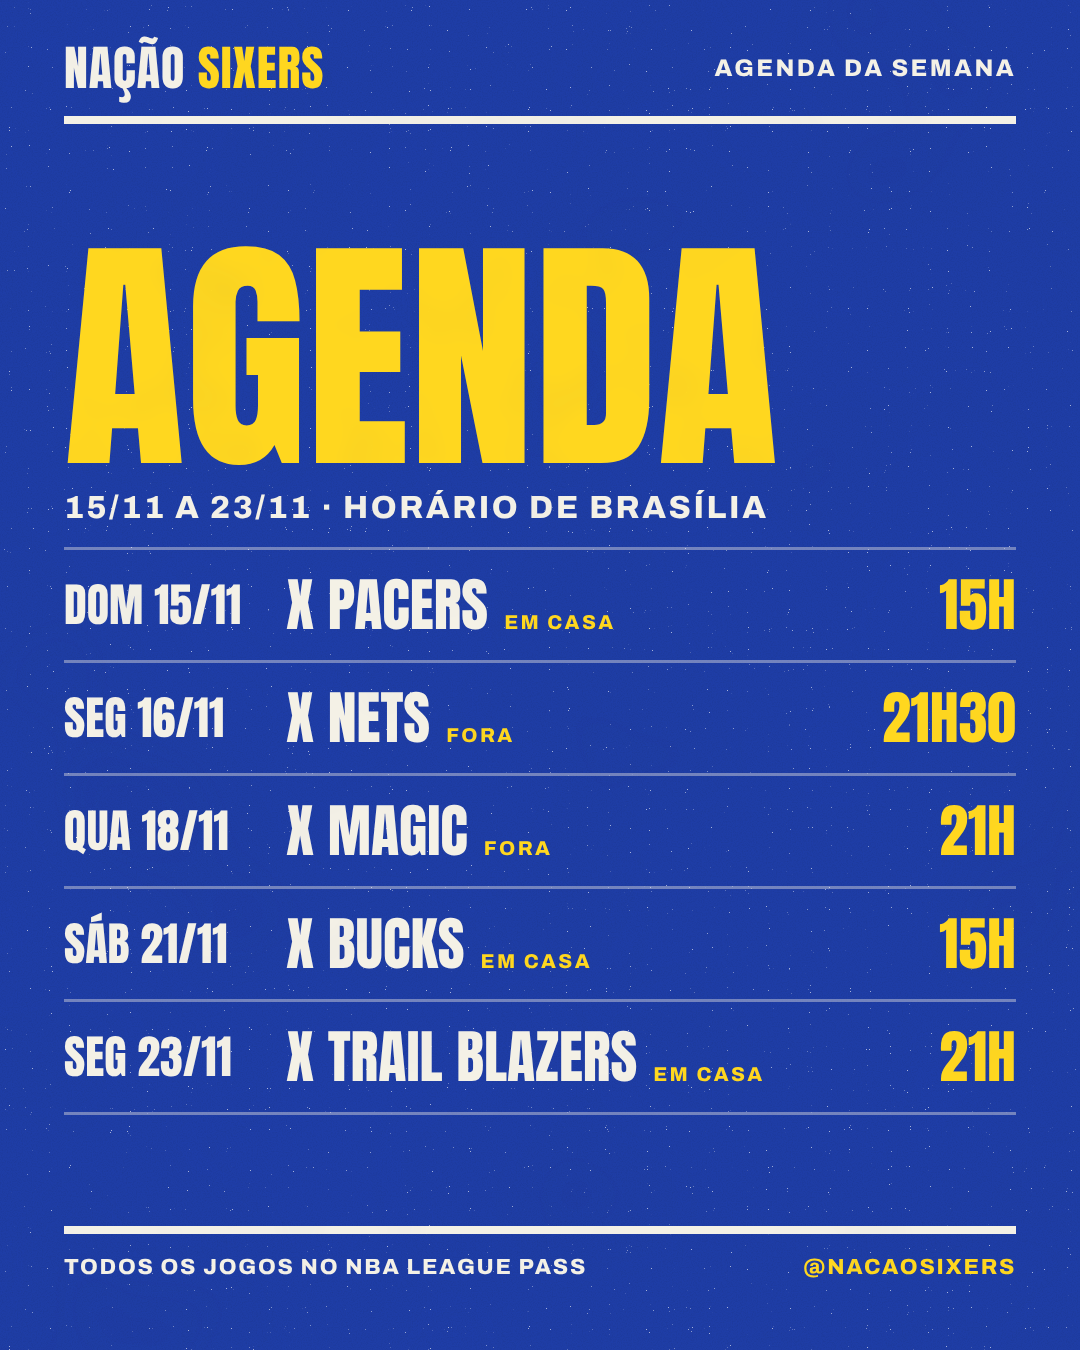 NAÇÃO SIXERS
AGENDA DA SEMANA
AGENDA
15/11 A 23/11 · HORÁRIO DE BRASÍLIA
DOM 15/11 X PACERS EM CASA 15H
SEG 16/11 X NETS FORA 21H30
QUA 18/11 X MAGIC FORA 21H
SÁB 21/11 X BUCKS EM CASA 15H
SEG 23/11 X TRAIL BLAZERS EM CASA 21H
TODOS OS JOGOS NO NBA LEAGUE PASS
@NACAOSIXERS